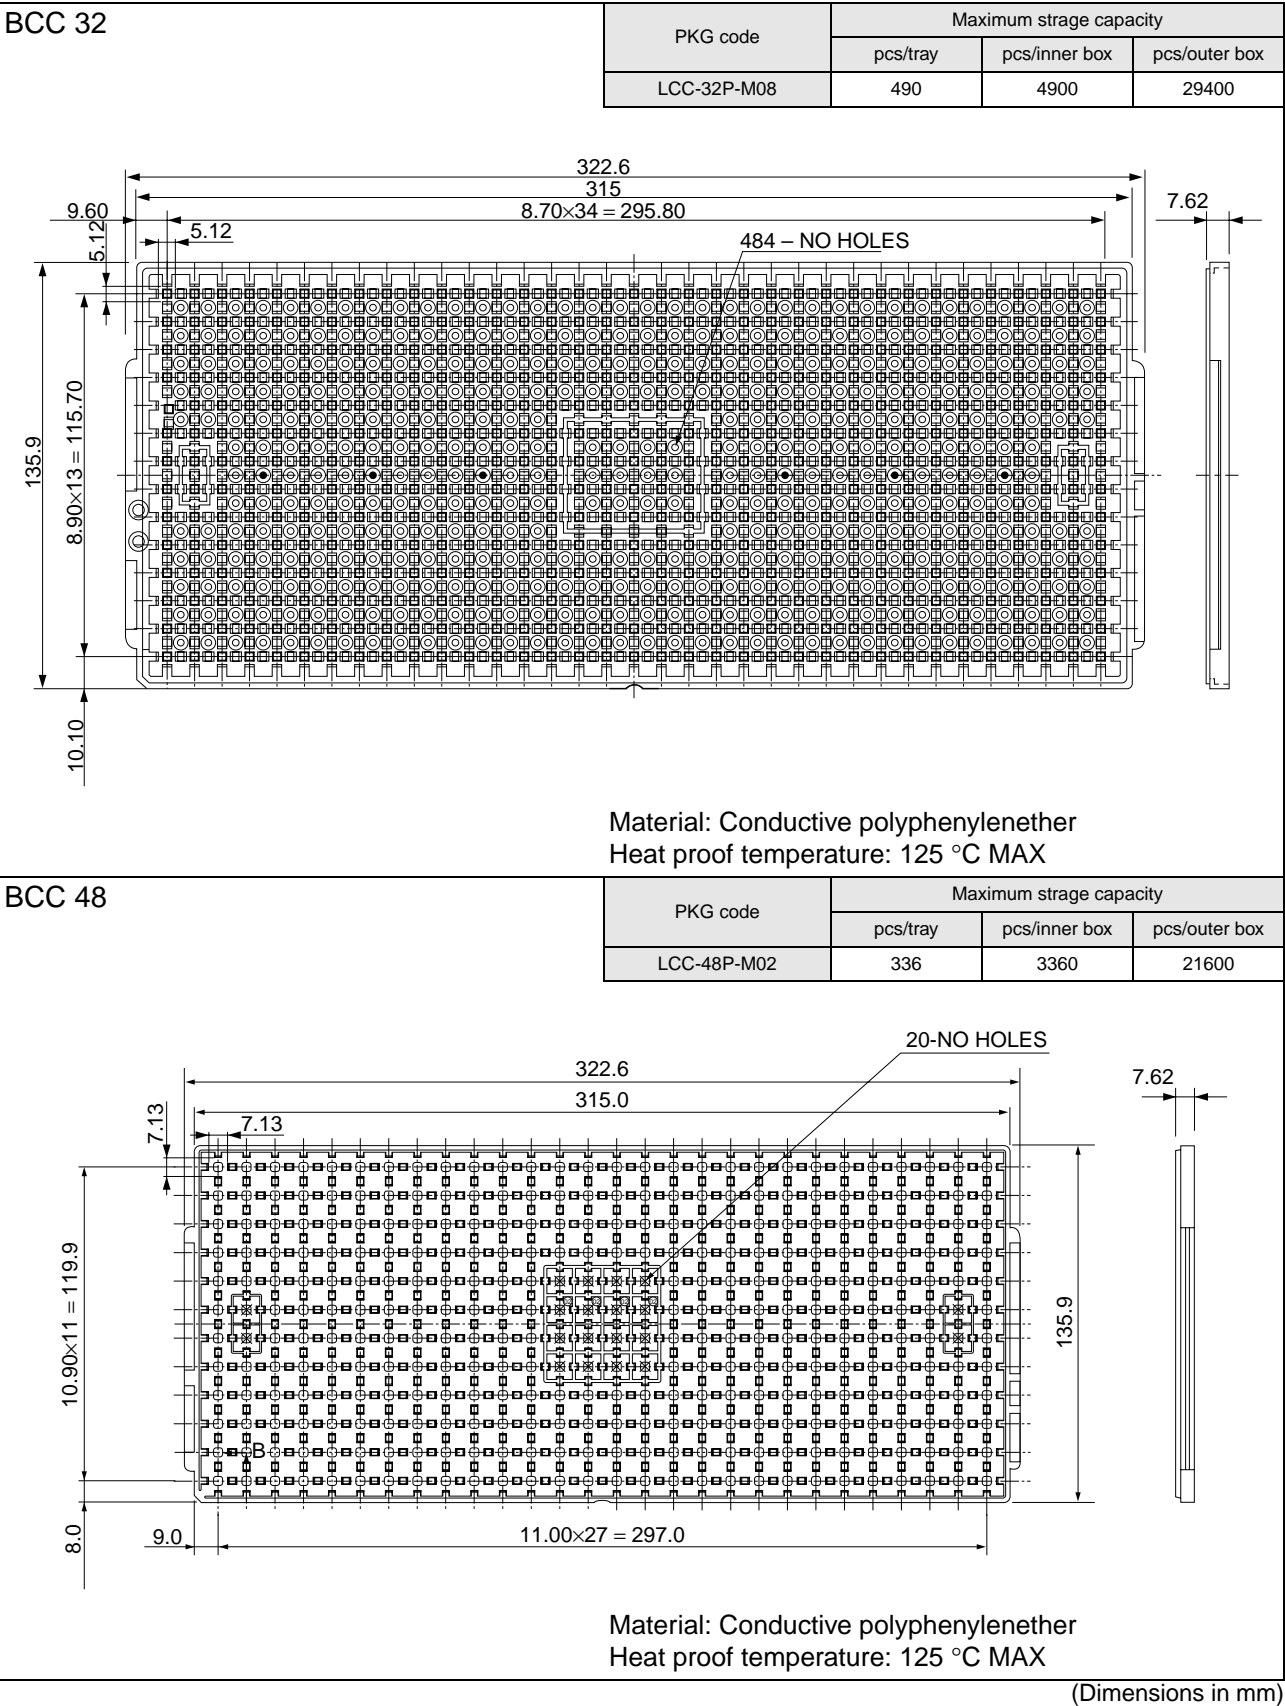 BCC 32
PKG code
Maximum strage capacity
pcs/tray pcs/inner box pcs/outer box
LCC-32P-M08 490 4900 29400
322.6
315
8.70×34 = 295.80
9.60
5.12
5.12
7.62
484 – NO HOLES
135.9
8.90×13 = 115.70
10.10
Material: Conductive polyphenylenether
Heat proof temperature: 125 °C MAX
BCC 48
PKG code
Maximum strage capacity
pcs/tray pcs/inner box pcs/outer box
LCC-48P-M02 336 3360 21600
20-NO HOLES
322.6
7.62
315.0
7.13
7.13
10.90×11 = 119.9
135.9
B
8.0
9.0
11.00×27 = 297.0
Material: Conductive polyphenylenether
Heat proof temperature: 125 °C MAX
(Dimensions in mm)